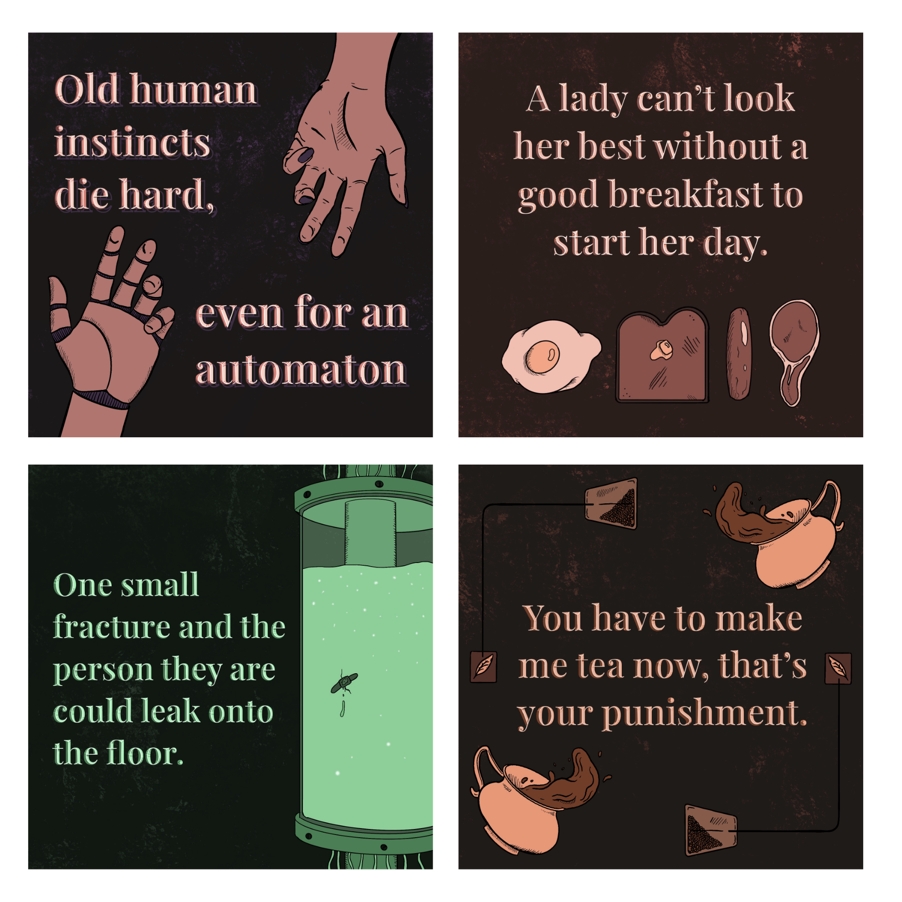 Old human
instincts
die hard,
even for an
automaton
A lady can’t look
her best without a
good breakfast to
start her day.
One small
fracture and the
person they are
could leak onto
the floor.
You have to make
me tea now, that’s
your punishment.